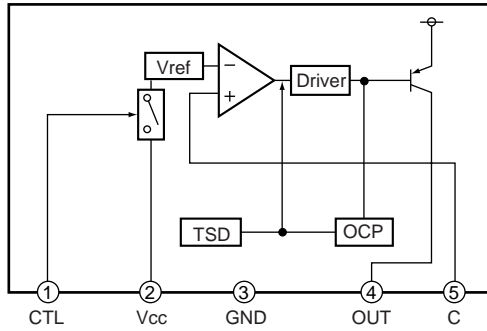 Vref
−
+
Driver
TSD
OCP
1 2 3 4 5
CTL Vcc GND OUT C